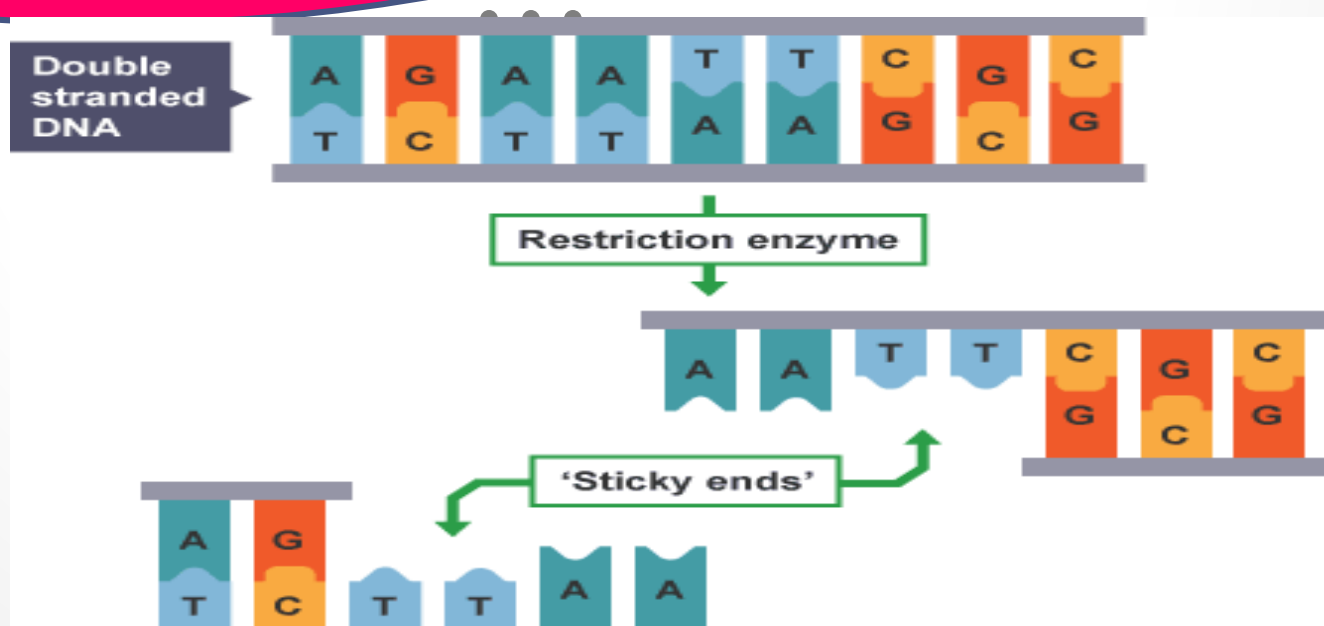 A G A A T T C G C
Double
stranded
DNA
T C T T A A G C G
Restriction enzyme
A A T T C G C
G C G
‘Sticky ends’
A G
T C T T A A